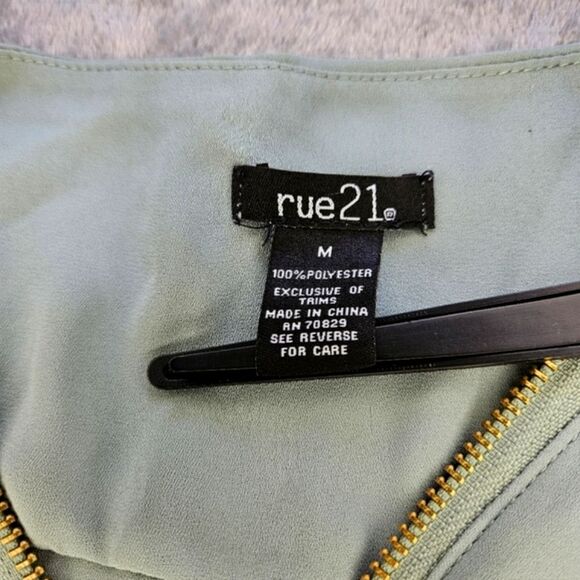 rue21
M
100%POLYESTER
EXCLUSIVE OF
TRIMS
MADE IN CHINA
RN 70829
SEE REVERSE
FOR CARE